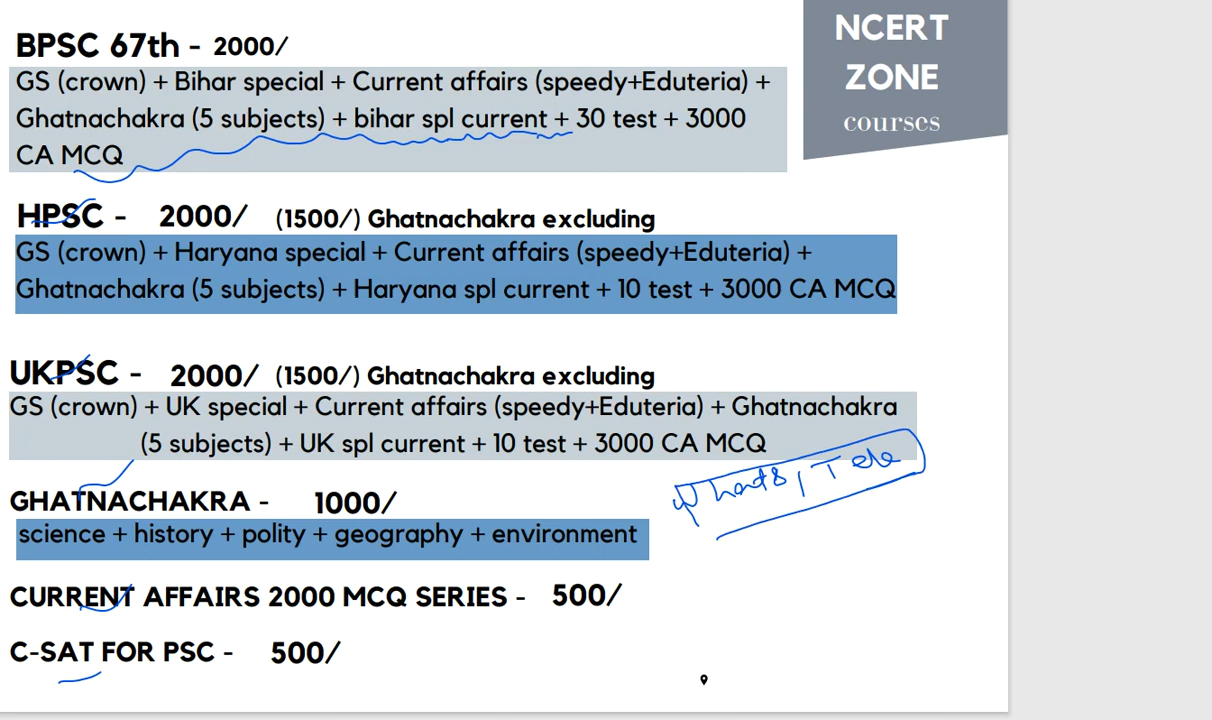 BPSC 67th - 2000/
GS (crown) + Bihar special + Current affairs (speedy+Eduteria) +
Ghatnachakra (5 subjects) + bihar spl current + 30 test + 3000
CA MCQ
NCERT
ZONE
courses
HPSC - 2000/ (1500/) Ghatnachakra excluding
GS (crown) + Haryana special + Current affairs (speedy+Eduteria) +
Ghatnachakra (5 subjects) + Haryana spl current + 10 test + 3000 CA MCQ
UKPSC - 2000/ (1500/) Ghatnachakra excluding
GS (crown) + UK special + Current affairs (speedy+Eduteria) + Ghatnachakra
(5 subjects) + UK spl current + 10 test + 3000 CA MCQ
GHATNACHAKRA - 1000/
science + history + polity + geography + environment
CURRENT AFFAIRS 2000 MCQ SERIES - 500/
C-SAT FOR PSC - 500/